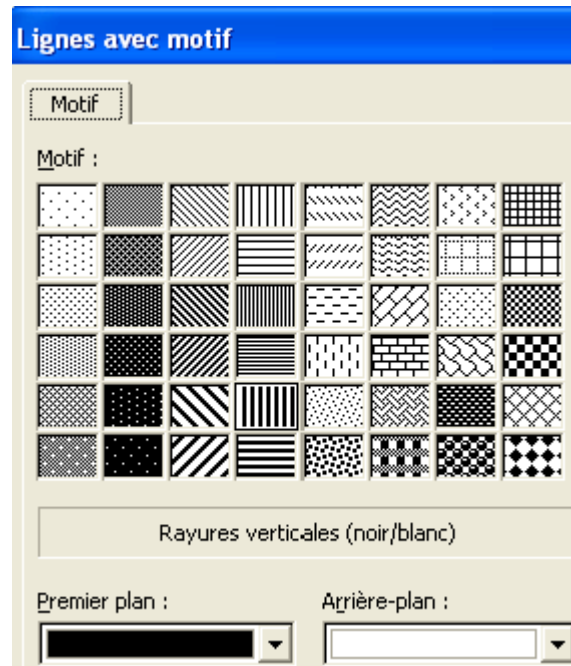 Lignes avec motif
Motif
Motif :
Rayures verticales (noir/blanc)
Premier plan :
Arrière-plan :